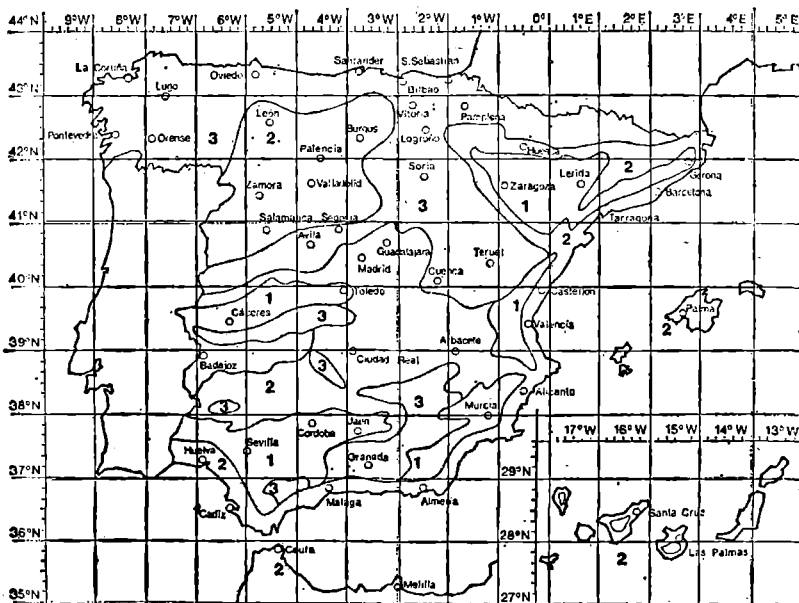 44°N 9°W 8°W 7°W 6°W 5°W 4°W 3°W 2°W 1°W 0° 1°E 2°E 3°E 4°E
La Coruña Oviedo Santander S.Sebastian
43°N Lugo Bilbao
León Vitoria Pamplona
Pontevedra Orense 3 2 Burgos Logroño
42°N Palencia Huesca 2 Gerona
Soria
Zamora Valladolid Zaragoza Lerida Barcelona
3 1
41°N Salamanca Segovia Tarragona
Avila 2
Guadalajara Teruel
Madrid Cuenca
40°N 1 Toledo 1 Castellon
Cáceres 3 Valencia Palma
2
39°N Badajoz Ciudad Real Albacete
2 3
3 3 Murcia Alicante
38°N Cordoba Jaén 17°W 16°W 15°W 14°W 13°W
Huelva 2 Sevilla 1 Granada 1
37°N 3 29°N
Cadiz Malaga Almeria Santa Cruz
36°N 28°N
Ceuta 2 Las Palmas
2
35°N Melilla 27°N